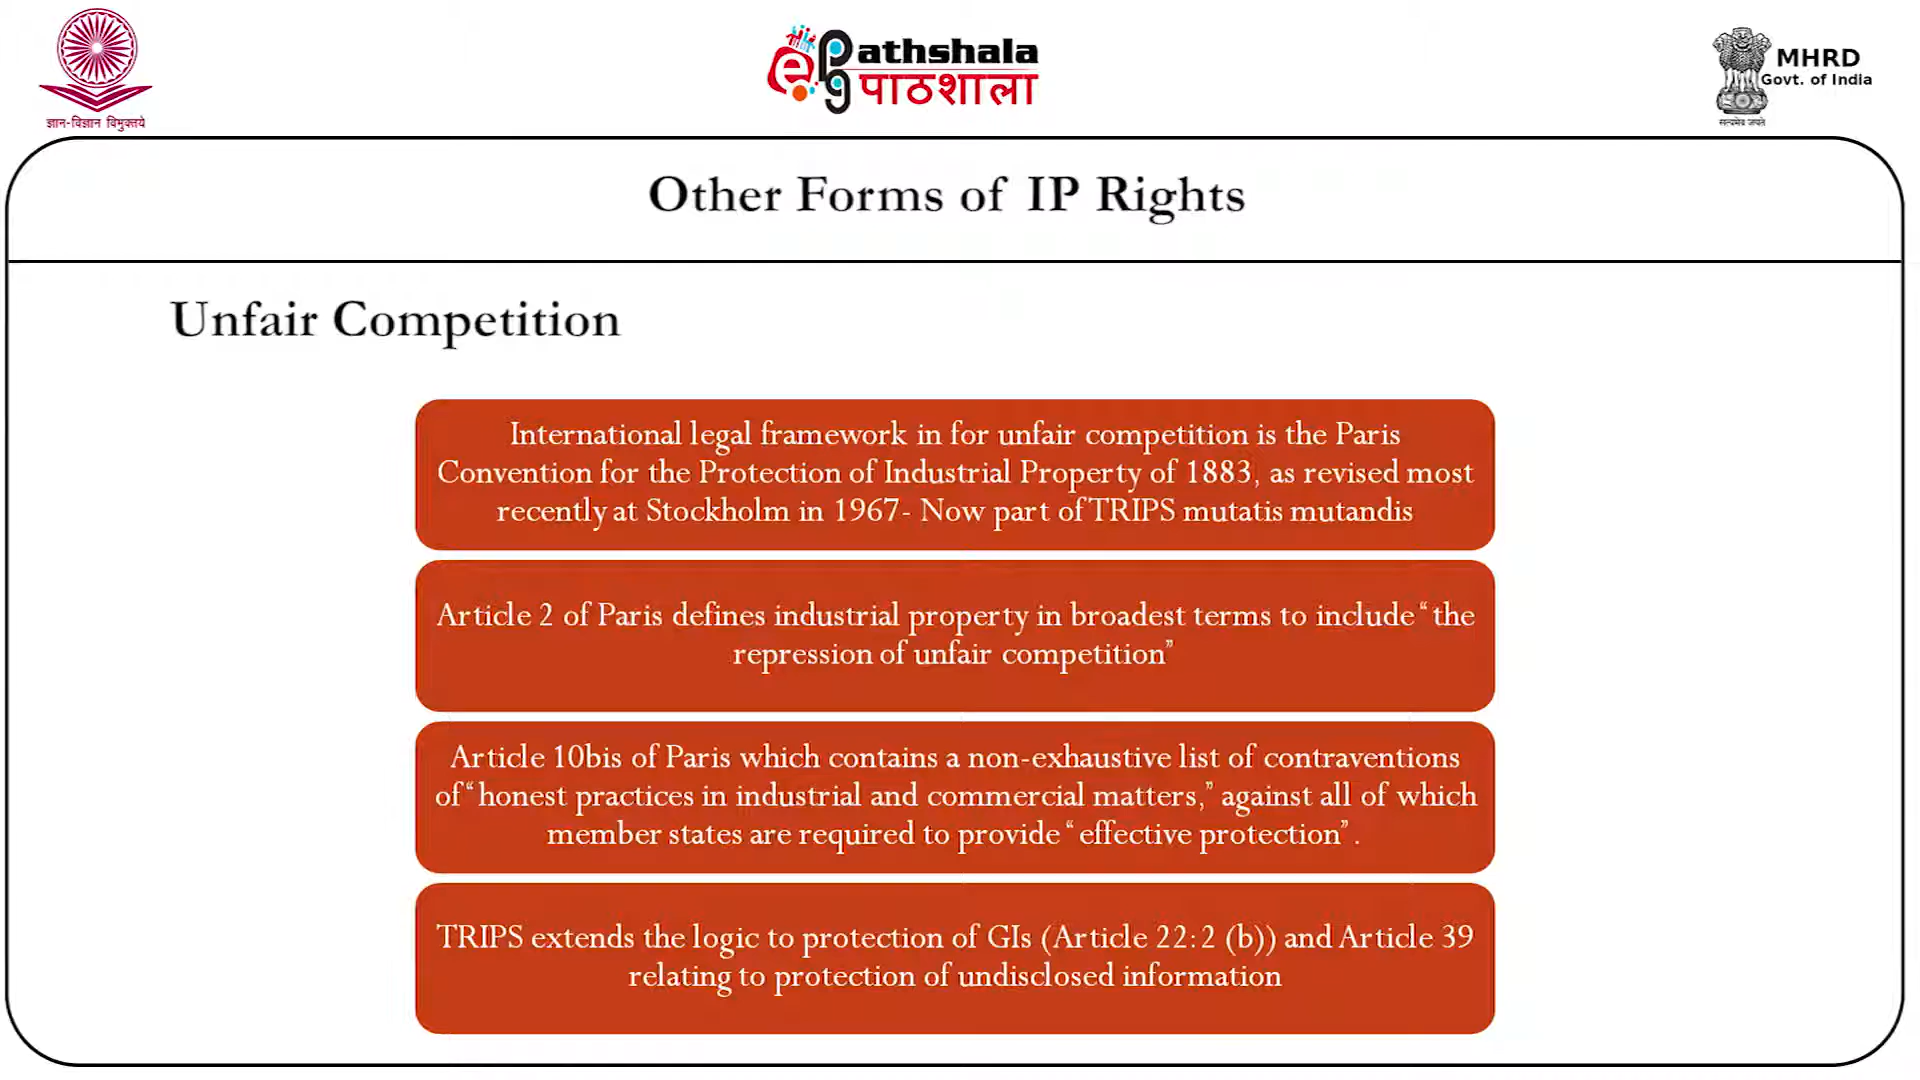 ज्ञान-विज्ञान विमुक्तये
epg Pathshala
पाठशाला
MHRD
Govt. of India
सत्यमेव जयते
Other Forms of IP Rights
Unfair Competition
International legal framework in for unfair competition is the Paris
Convention for the Protection of Industrial Property of 1883, as revised most
recently at Stockholm in 1967- Now part of TRIPS mutatis mutandis
Article 2 of Paris defines industrial property in broadest terms to include “the
repression of unfair competition”
Article 10bis of Paris which contains a non-exhaustive list of contraventions
of “honest practices in industrial and commercial matters,” against all of which
member states are required to provide “effective protection”.
TRIPS extends the logic to protection of GIs (Article 22:2 (b)) and Article 39
relating to protection of undisclosed information